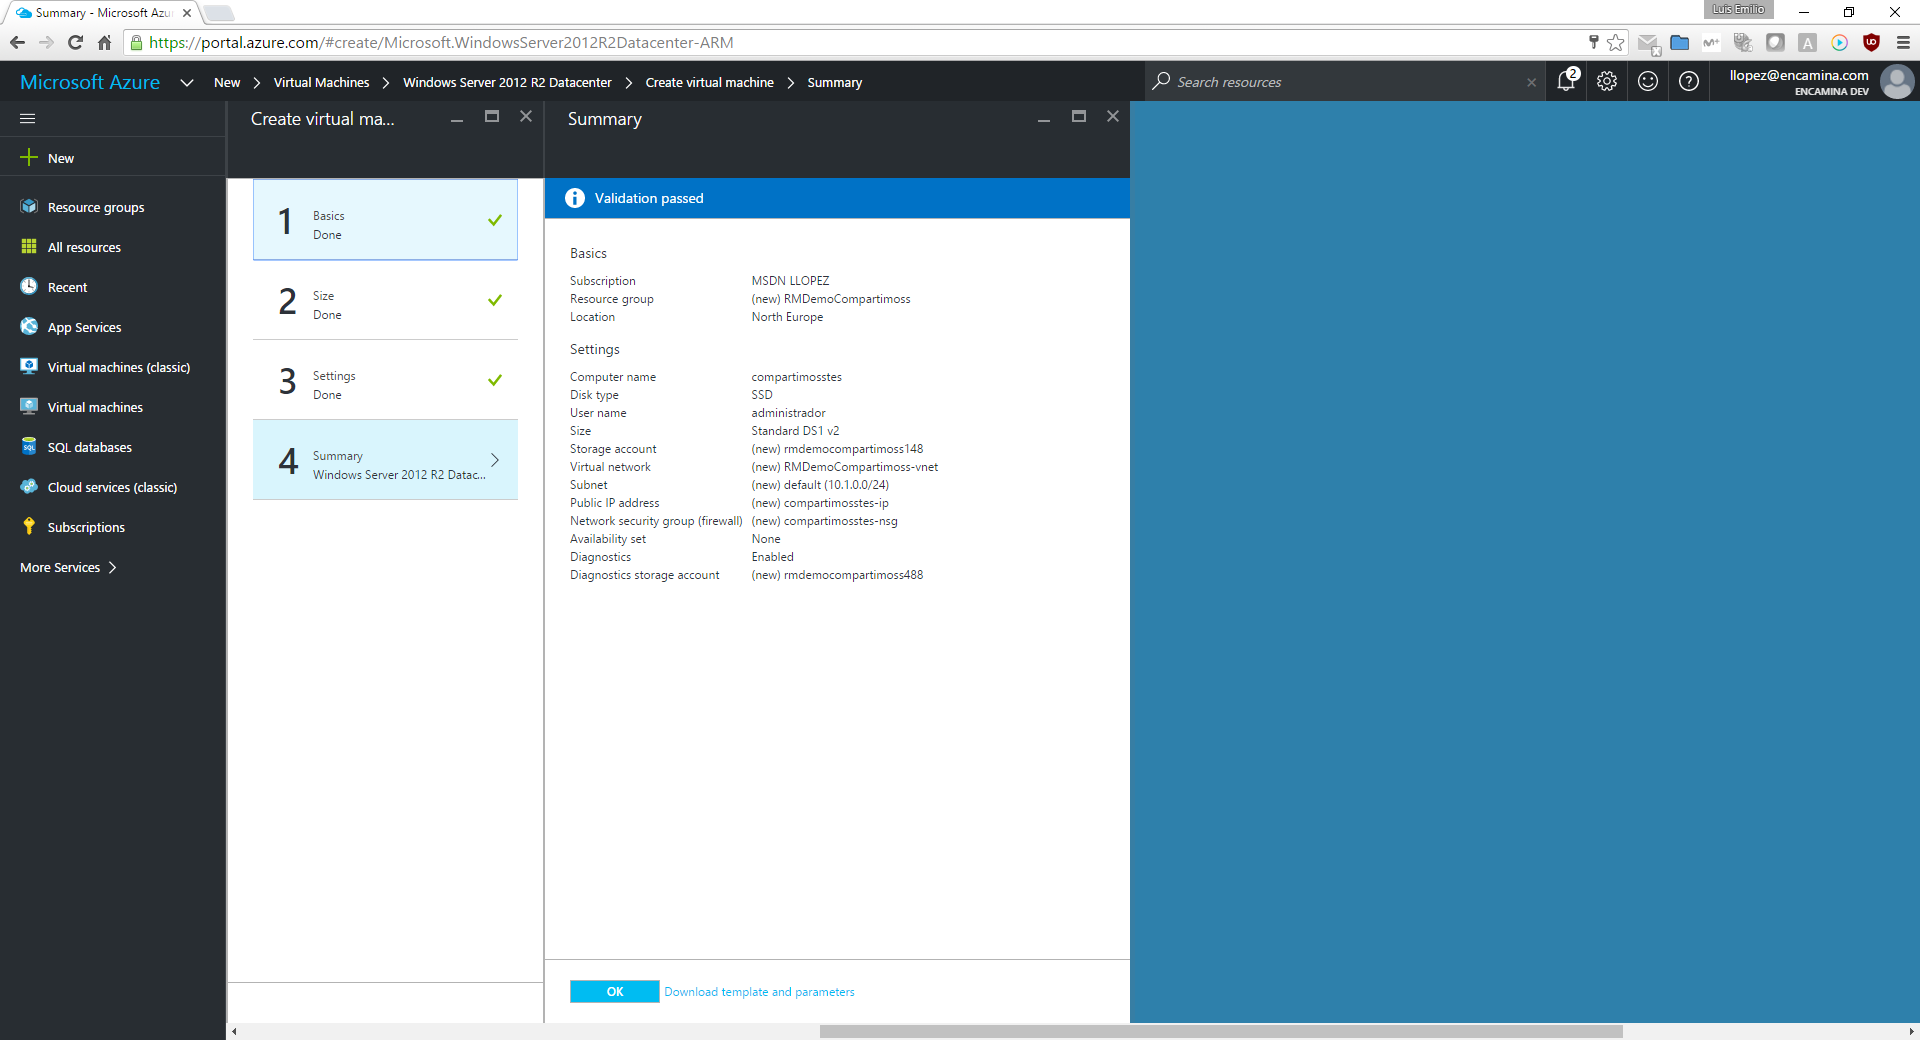 Summary - Microsoft Azu
Luis Emilio
https://portal.azure.com/#create/Microsoft.WindowsServer2012R2Datacenter-ARM
Microsoft Azure New Virtual Machines Windows Server 2012 R2 Datacenter Create virtual machine Summary
Search resources
2
llopez@encamina.com
ENCAMINA DEV
New
Resource groups
All resources
Recent
App Services
Virtual machines (classic)
Virtual machines
SQL databases
Cloud services (classic)
Subscriptions
More Services
Create virtual ma...
1 Basics
Done
2 Size
Done
3 Settings
Done
4 Summary
Windows Server 2012 R2 Datac...
Summary
Validation passed
Basics
Subscription MSDN LLOPEZ
Resource group (new) RMDemoCompartimoss
Location North Europe
Settings
Computer name compartimosstes
Disk type SSD
User name administrador
Size Standard DS1 v2
Storage account (new) rmdemocompartimoss148
Virtual network (new) RMDemoCompartimoss-vnet
Subnet (new) default (10.1.0.0/24)
Public IP address (new) compartimosstes-ip
Network security group (firewall) (new) compartimosstes-nsg
Availability set None
Diagnostics Enabled
Diagnostics storage account (new) rmdemocompartimoss488
OK Download template and parameters